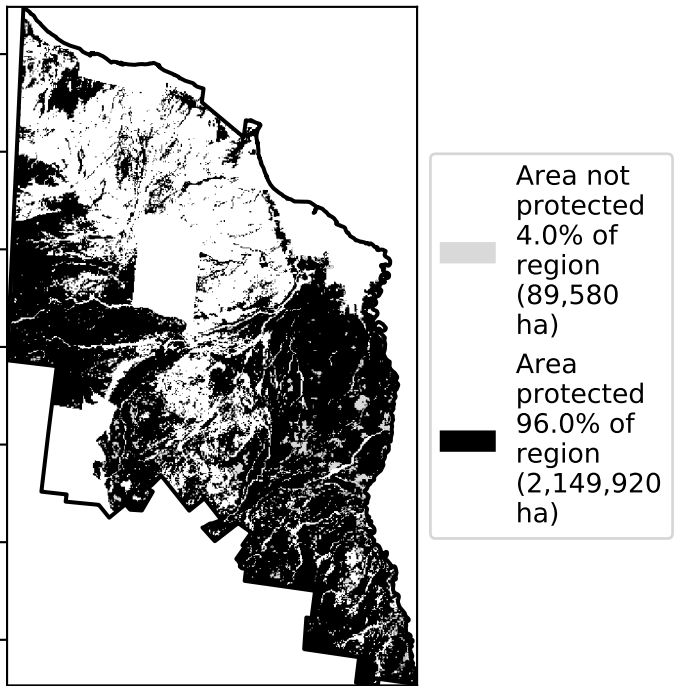 Area not
protected
4.0% of
region
(89,580
ha)
Area
protected
96.0% of
region
(2,149,920
ha)